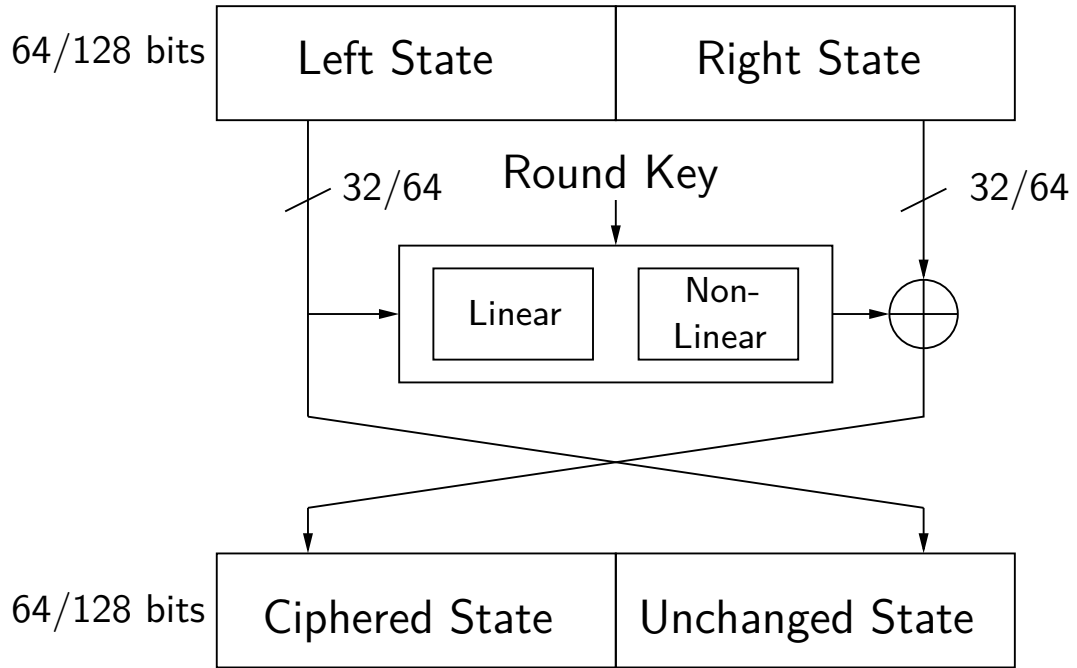 64/128 bits
Left State
Right State
32/64
Round Key
32/64
Linear
Non-
Linear
64/128 bits
Ciphered State
Unchanged State